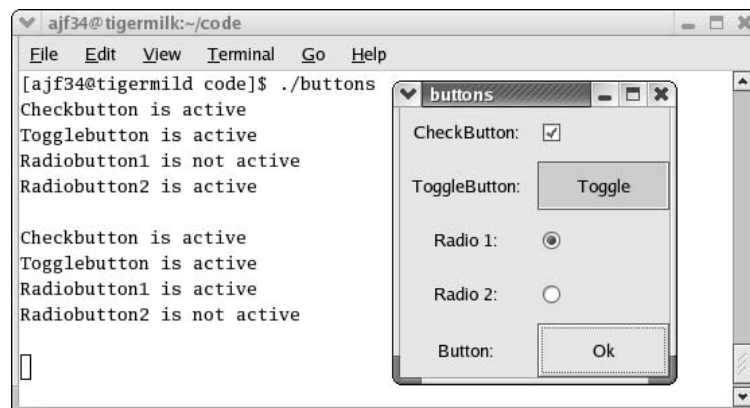 ajf34@tigermilk:~/code
File Edit View Terminal Go Help
[ajf34@tigermild code]$ ./buttons
Checkbutton is active
Togglebutton is active
Radiobutton1 is not active
Radiobutton2 is active
Checkbutton is active
Togglebutton is active
Radiobutton1 is active
Radiobutton2 is not active
buttons
CheckButton:
ToggleButton: Toggle
Radio 1:
Radio 2:
Button: Ok